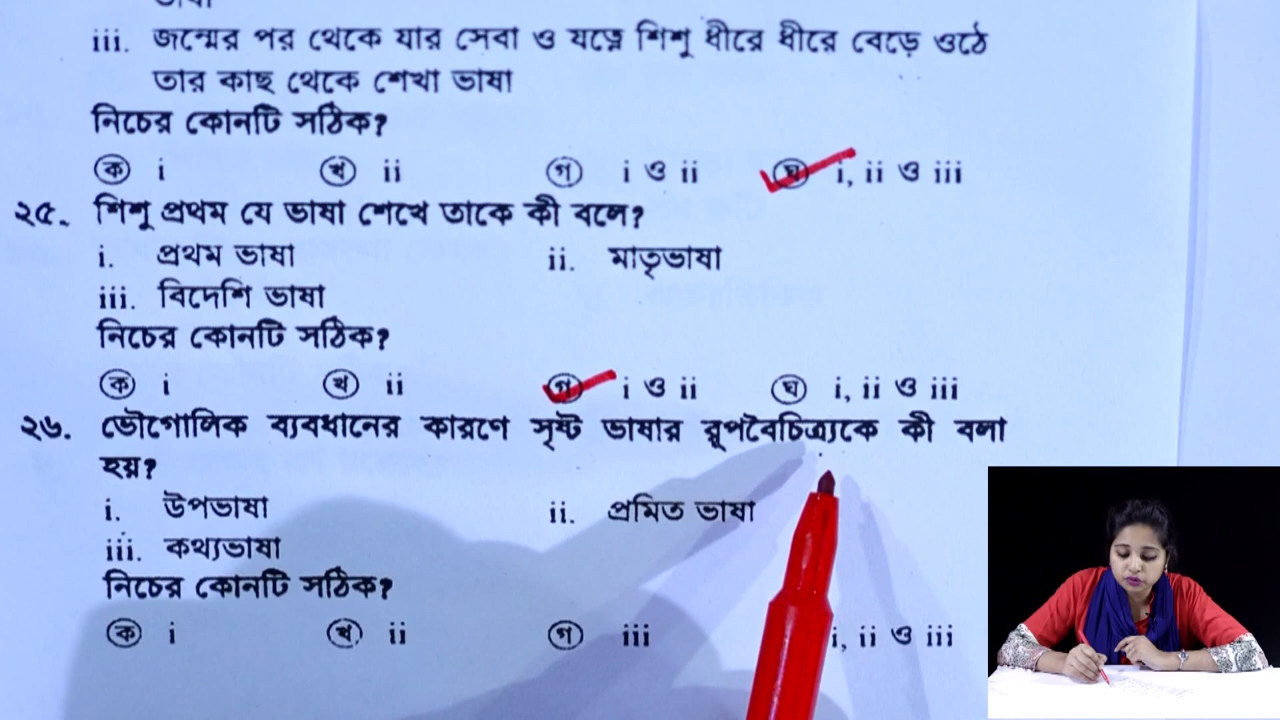 ভাষা
iii. জন্মের পর থেকে যার সেবা ও যত্নে শিশু ধীরে ধীরে বেড়ে ওঠে
তার কাছ থেকে শেখা ভাষা
নিচের কোনটি সঠিক?
ক i খ ii গ i ও ii ঘ i, ii ও iii
২৫. শিশু প্রথম যে ভাষা শেখে তাকে কী বলে?
i. প্রথম ভাষা ii. মাতৃভাষা
iii. বিদেশি ভাষা
নিচের কোনটি সঠিক?
ক i খ ii গ i ও ii ঘ i, ii ও iii
২৬. ভৌগোলিক ব্যবধানের কারণে সৃষ্ট ভাষার রূপবৈচিত্র্যকে কী বলা
হয়?
i. উপভাষা ii. প্রমিত ভাষা
iii. কথ্যভাষা
নিচের কোনটি সঠিক?
ক i খ ii গ iii i, ii ও iii